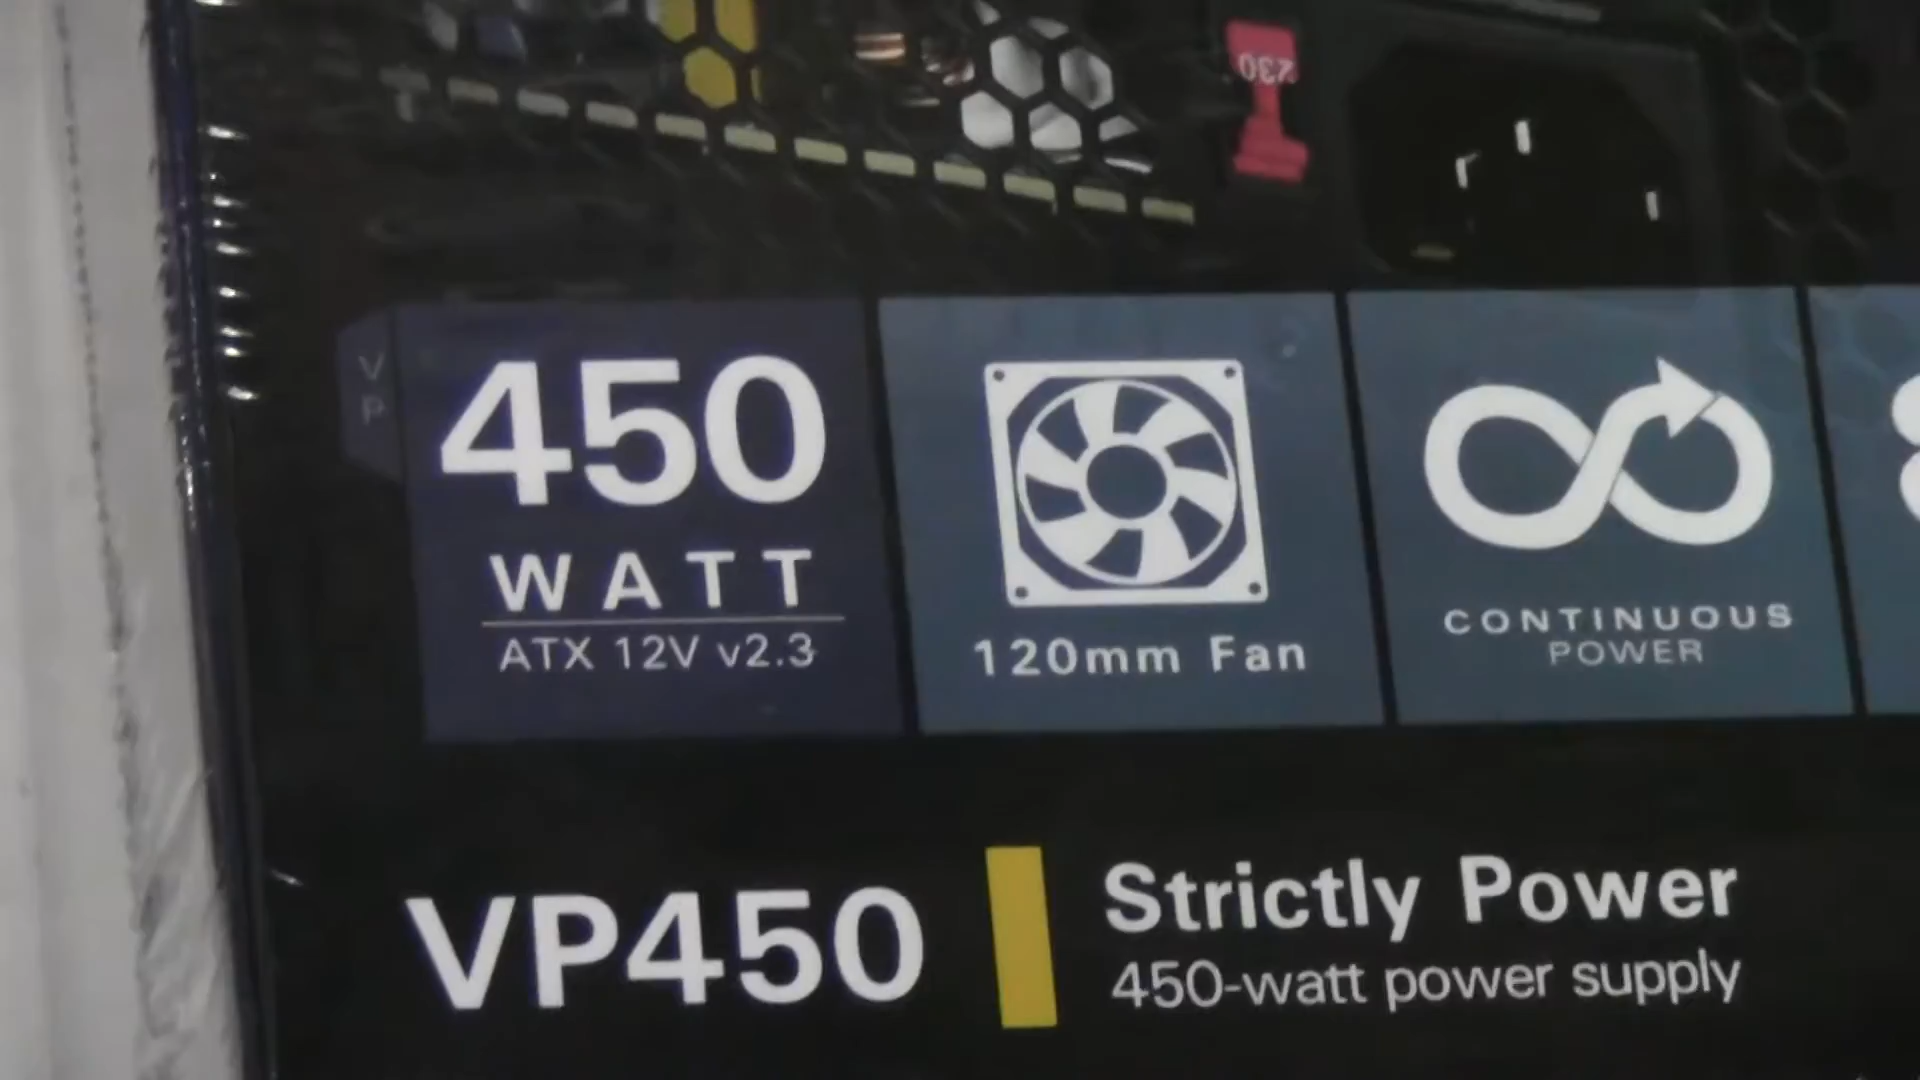 230
VP
450
WATT
ATX 12V v2.3
120mm Fan
CONTINUOUS
POWER
VP450
Strictly Power
450-watt power supply